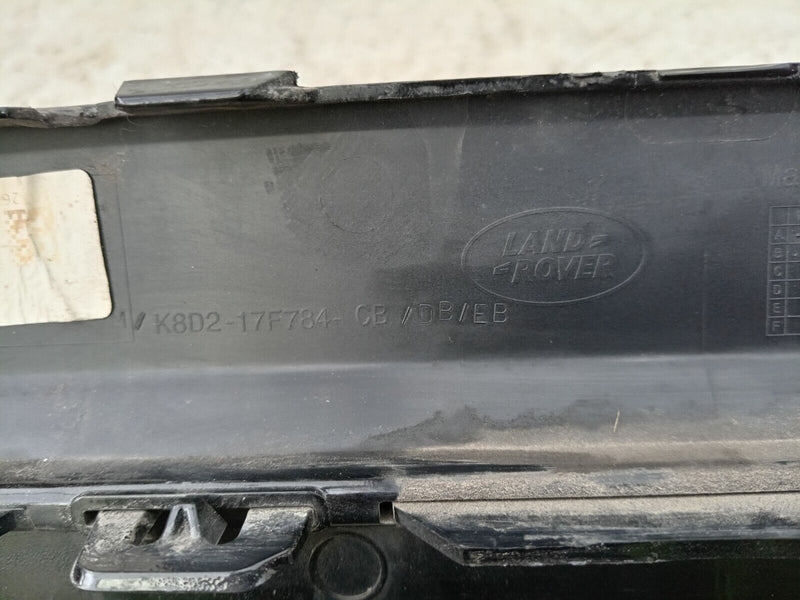 LAND
ROVER
K8D2-17F784- CB /DB/EB
A
B
C
D
E
F